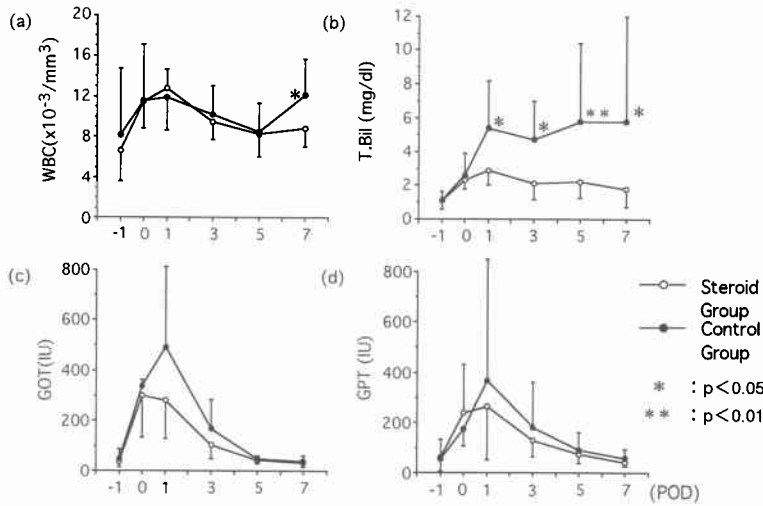 (a)
WBC(x10⁻³/mm³)
20
16
12
8
4
0
*
-1 0 1 3 5 7
(b)
T.Bil (mg/dl)
12
10
8
6
4
2
0
* * ** *
-1 0 1 3 5 7
(c)
GOT(IU)
800
600
400
200
0
-1 0 1 3 5 7
(d)
GPT (IU)
800
600
400
200
0
-1 0 1 3 5 7
(POD)
Steroid
Group
Control
Group
* : p<0.05
** : p<0.01